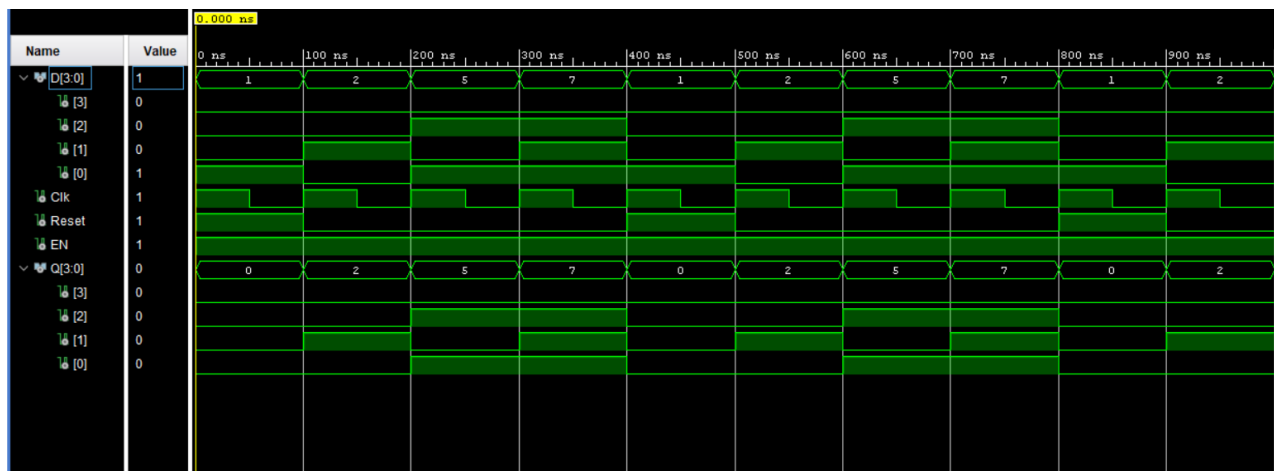 0.000 ns
Name Value 0 ns 100 ns 200 ns 300 ns 400 ns 500 ns 600 ns 700 ns 800 ns 900 ns
D[3:0] 1 1 2 5 7 1 2 5 7 1 2
[3] 0
[2] 0
[1] 0
[0] 1
Clk 1
Reset 1
EN 1
Q[3:0] 0 0 2 5 7 0 2 5 7 0 2
[3] 0
[2] 0
[1] 0
[0] 0